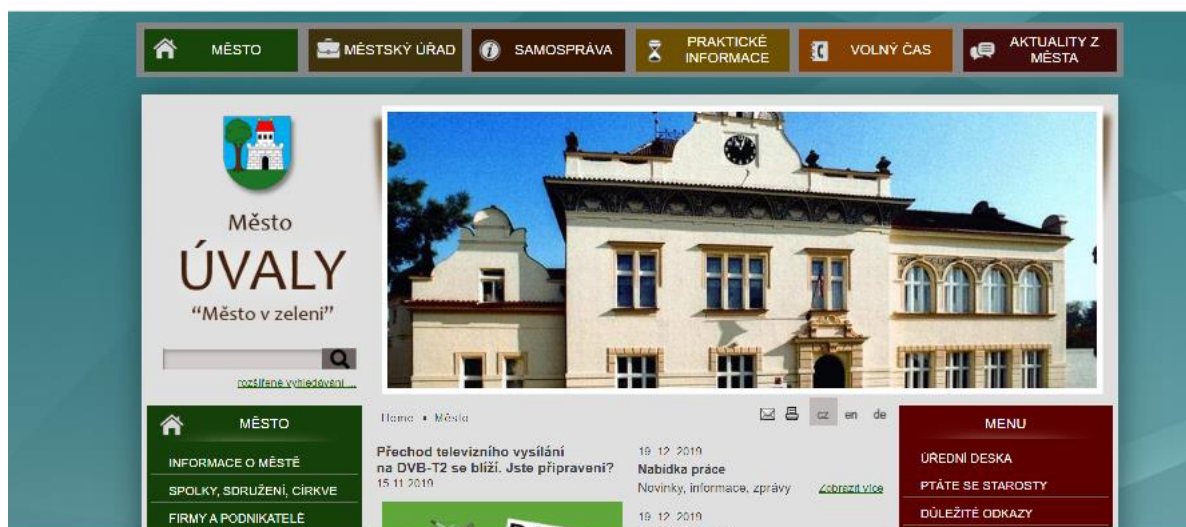 MĚSTO
MĚSTSKÝ ÚŘAD
SAMOSPRÁVA
PRAKTICKÉ
INFORMACE
VOLNÝ ČAS
AKTUALITY Z
MĚSTA
Město
ÚVALY
“Město v zeleni”
rozšířené vyhledávání ...
MĚSTO
INFORMACE O MĚSTĚ
SPOLKY, SDRUŽENÍ, CÍRKVE
FIRMY A PODNIKATELÉ
Home • Město
cz en de
Přechod televizního vysílání
na DVB-T2 se blíží. Jste připraveni?
15.11.2019
19. 12. 2019
Nabídka práce
Novinky, informace, zprávy Zobrazit více
19. 12. 2019
MENU
ÚŘEDNÍ DESKA
PTÁTE SE STAROSTY
DŮLEŽITÉ ODKAZY